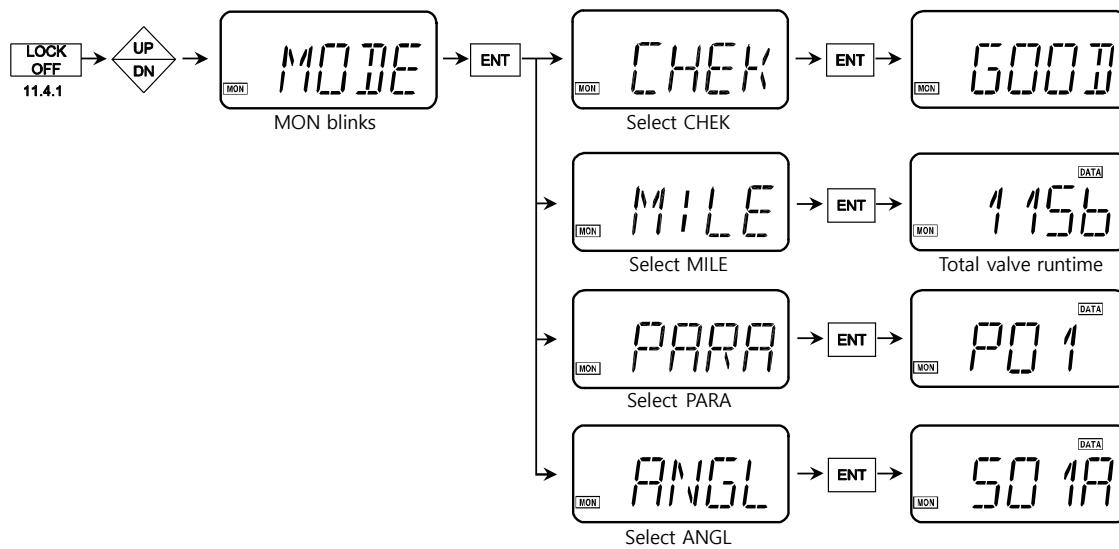 LOCK
OFF
11.4.1
UP
DN
MON
MODE
MON blinks
ENT
MON
CHEK
Select CHEK
ENT
MON
GOOD
MON
MILE
Select MILE
ENT
DATA
MON
1156
Total valve runtime
MON
PARA
Select PARA
ENT
DATA
MON
P01
MON
ANGL
Select ANGL
ENT
DATA
MON
S01A